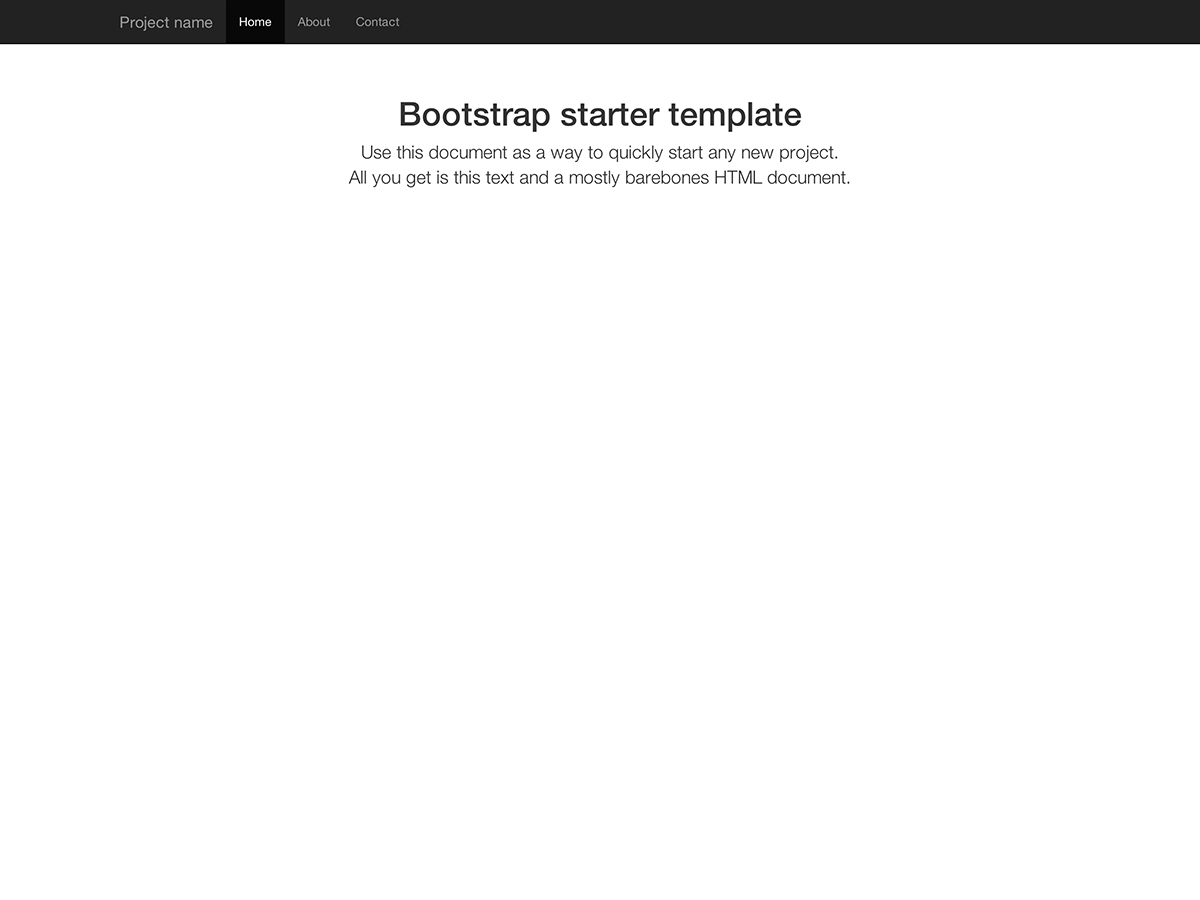 Project name Home About Contact
Bootstrap starter template
Use this document as a way to quickly start any new project.
All you get is this text and a mostly barebones HTML document.